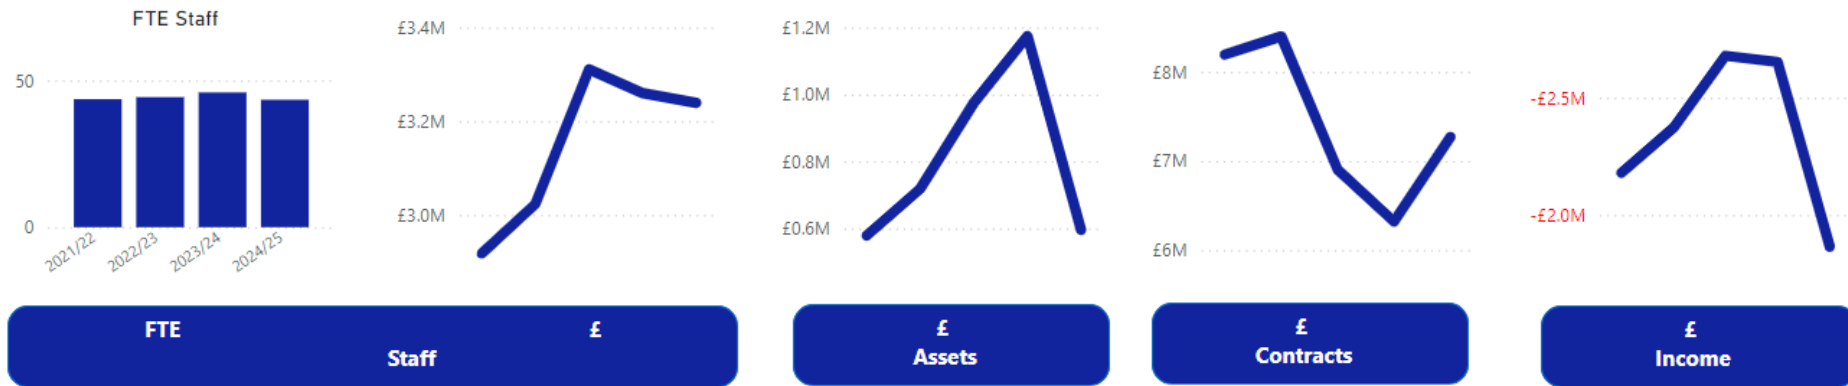 FTE Staff
50
0
2021/22
2022/23
2023/24
2024/25
£3.4M
£3.2M
£3.0M
£1.2M
£1.0M
£0.8M
£0.6M
£8M
£7M
£6M
-£2.5M
-£2.0M
FTE £
Staff
£
Assets
£
Contracts
£
Income